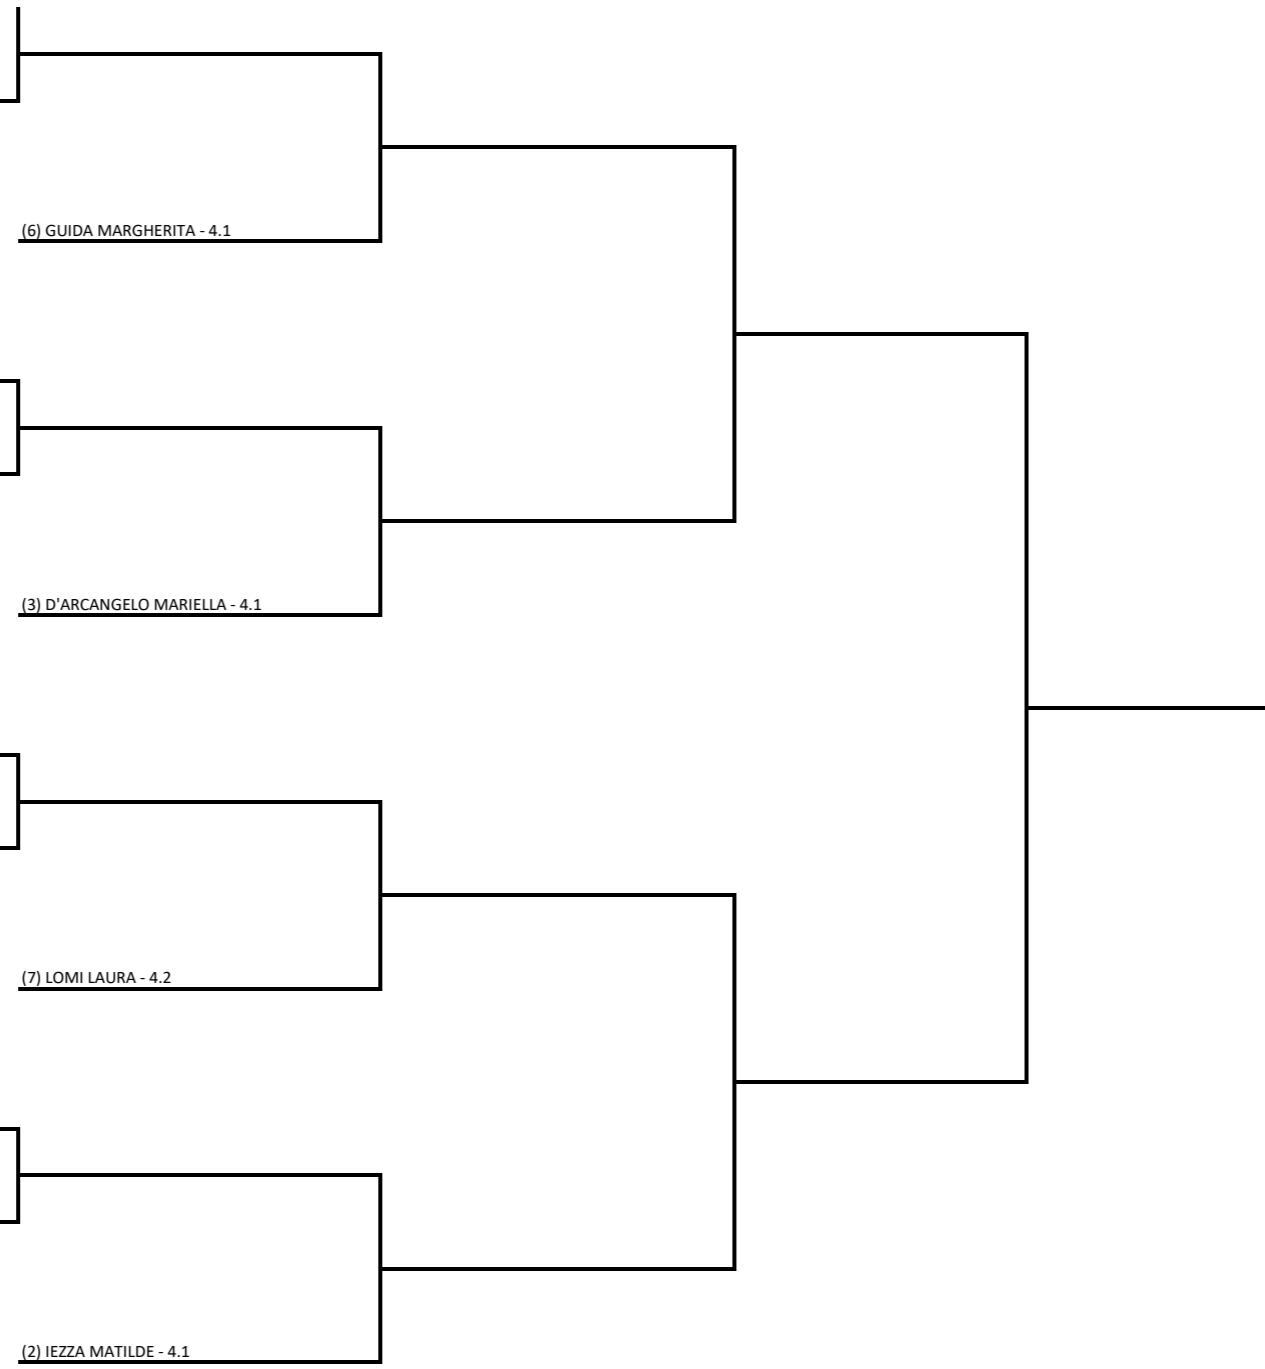 (6) GUIDA MARGHERITA - 4.1
(3) D'ARCANGELO MARIELLA - 4.1
(7) LOMI LAURA - 4.2
(2) IEZZA MATILDE - 4.1